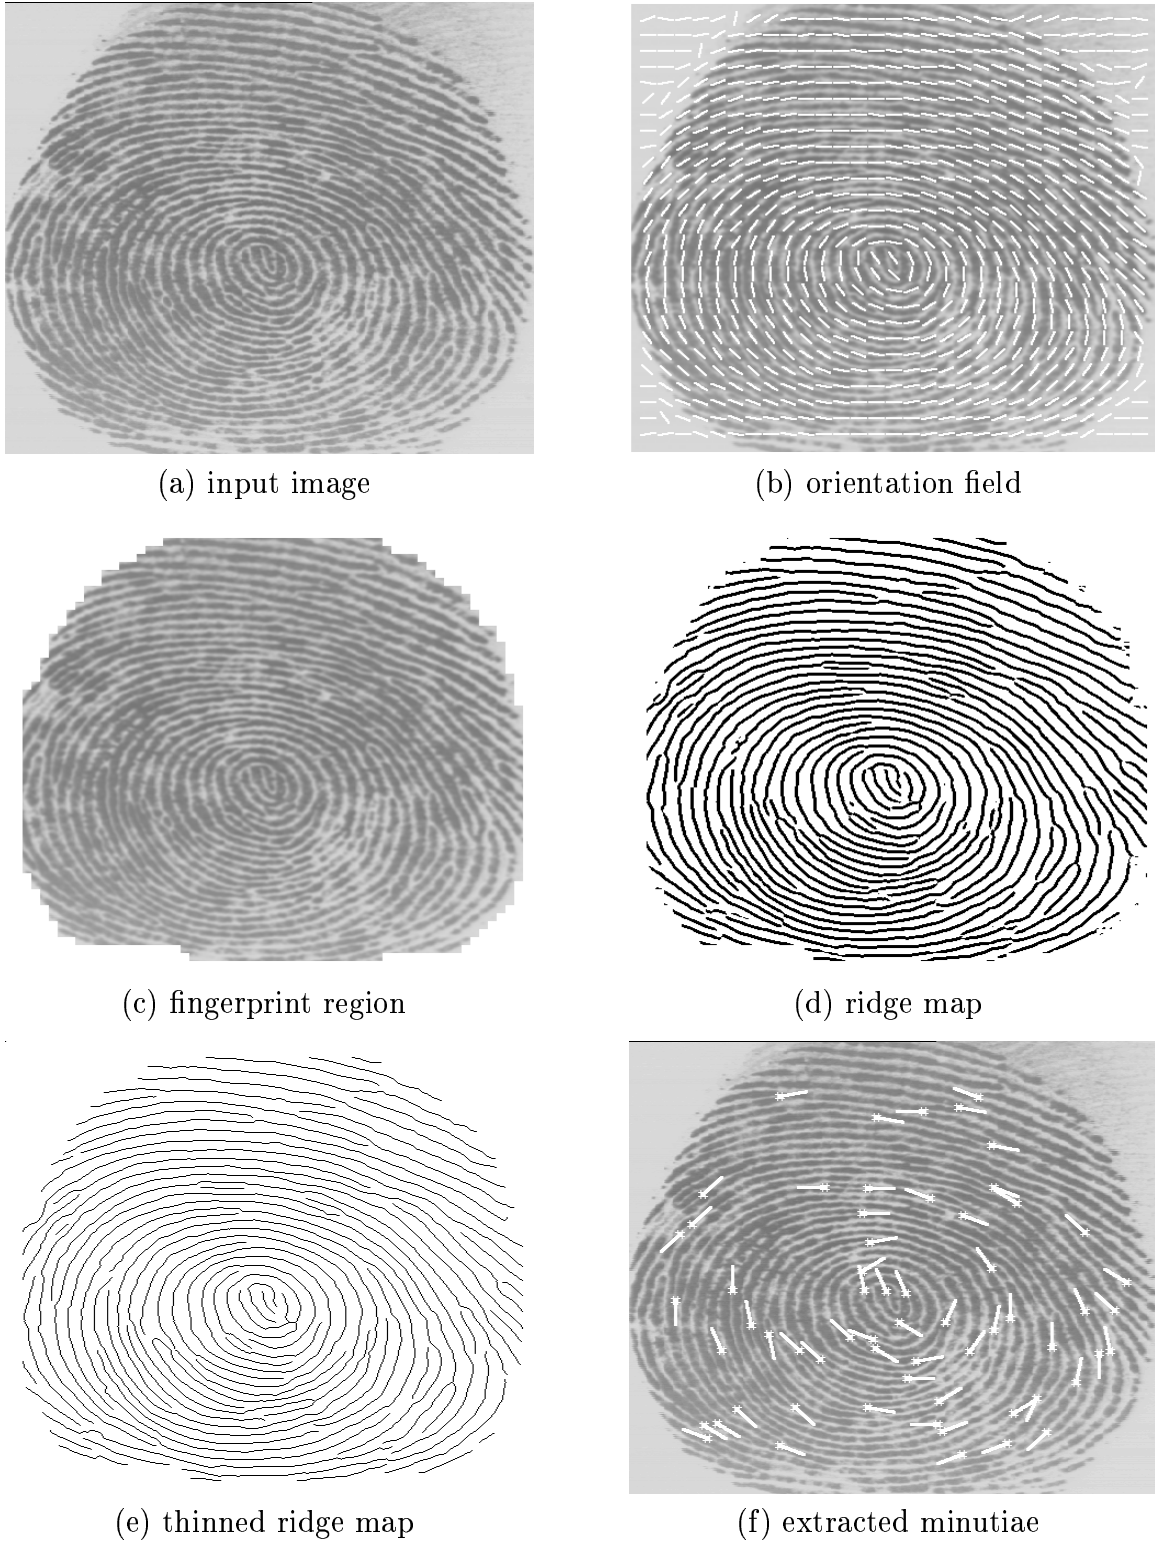 (a) input image
(b) orientation field
(c) fingerprint region
(d) ridge map
(e) thinned ridge map
(f) extracted minutiae